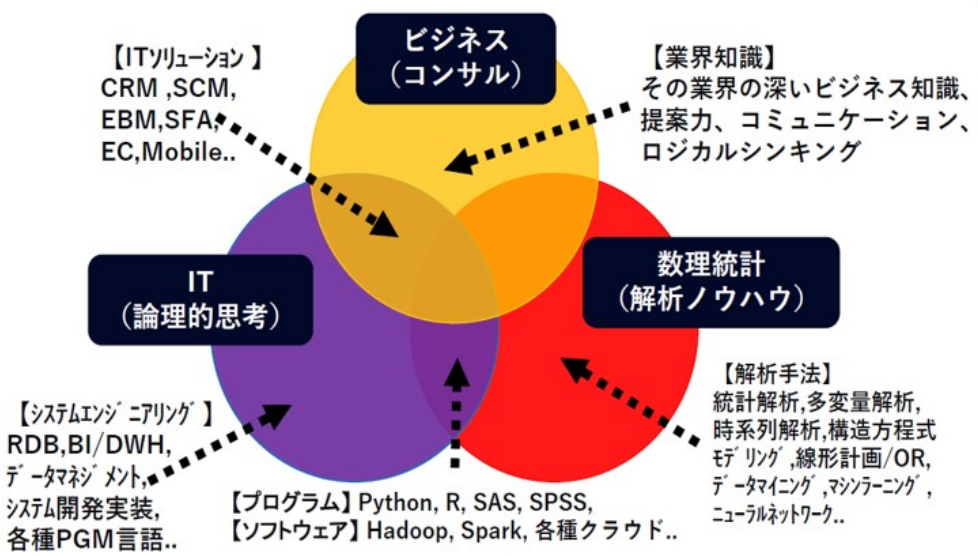 ビジネス
（コンサル）
【ITソリューション】
CRM ,SCM,
EBM,SFA,
EC,Mobile..
【業界知識】
その業界の深いビジネス知識、
提案力、コミュニケーション、
ロジカルシンキング
IT
（論理的思考）
数理統計
（解析ノウハウ）
【システムエンジニアリング】
RDB,BI/DWH,
データマネジメント,
システム開発実装,
各種PGM言語..
【プログラム】Python, R, SAS, SPSS,
【ソフトウェア】Hadoop, Spark, 各種クラウド..
【解析手法】
統計解析,多変量解析,
時系列解析,構造方程式
モデリング,線形計画/OR,
データマイニング,マシンラーニング,
ニューラルネットワーク..